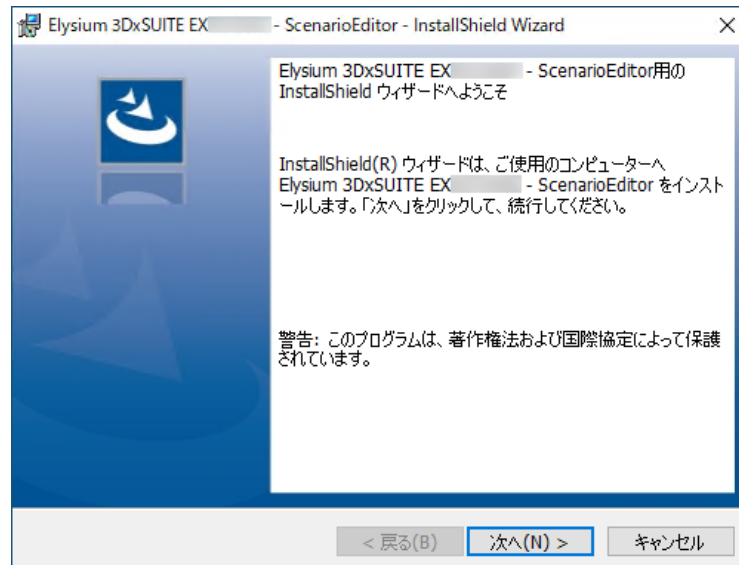 Elysium 3DxSUITE EX - ScenarioEditor - InstallShield Wizard
Elysium 3DxSUITE EX - ScenarioEditor用の
InstallShield ウィザードへようこそ
InstallShield(R) ウィザードは、ご使用のコンピューターへ
Elysium 3DxSUITE EX - ScenarioEditor をインスト
ールします。「次へ」をクリックして、続行してください。
警告: このプログラムは、著作権法および国際協定によって保護
されています。
< 戻る(B)
次へ(N) >
キャンセル